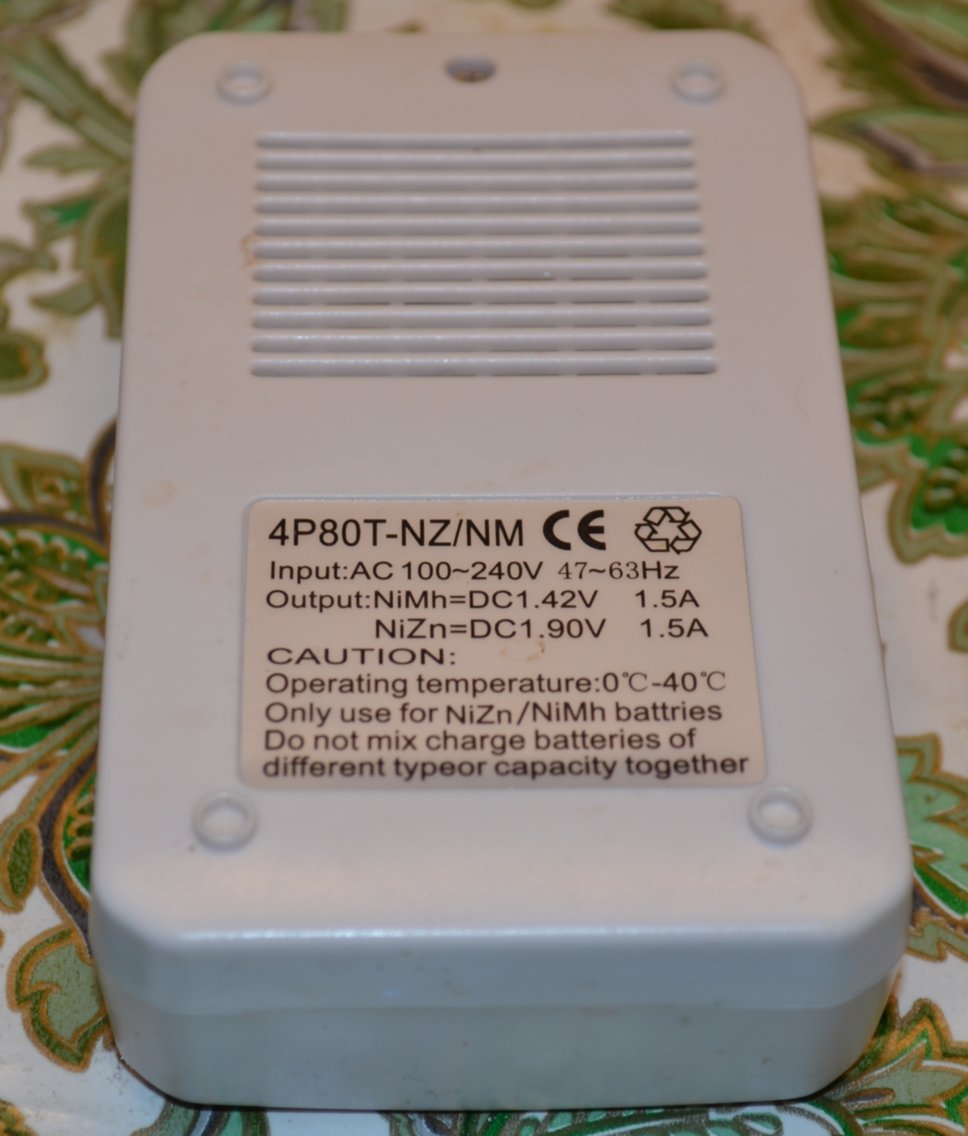 4P80T-NZ/NM CE
Input:AC 100~240V 47~63Hz
Output:NiMh=DC1.42V 1.5A
NiZn=DC1.90V 1.5A
CAUTION:
Operating temperature:0℃-40℃
Only use for NiZn/NiMh battries
Do not mix charge batteries of
different typeor capacity together